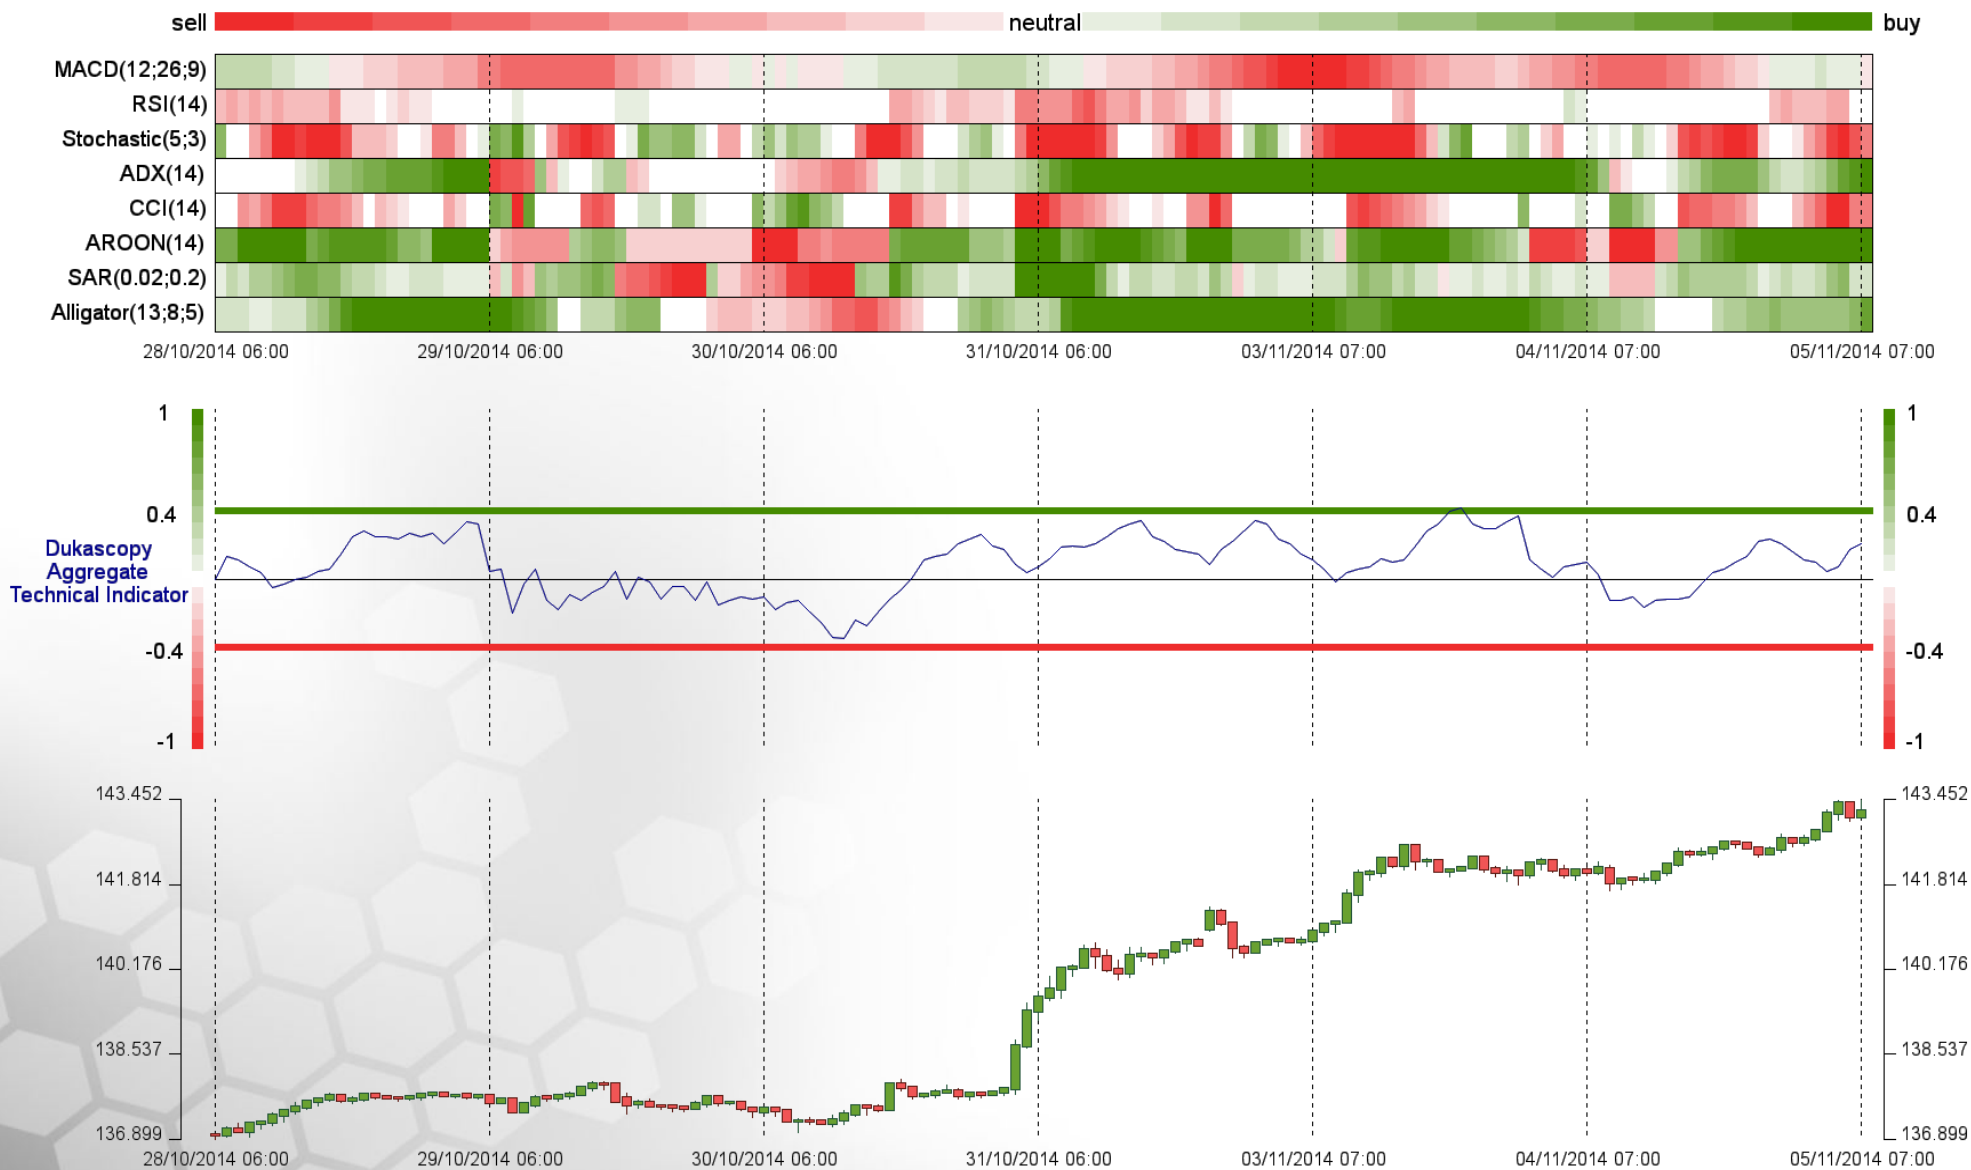 sell neutral buy
MACD(12;26;9)
RSI(14)
Stochastic(5;3)
ADX(14)
CCI(14)
AROON(14)
SAR(0.02;0.2)
Alligator(13;8;5)
28/10/2014 06:00 29/10/2014 06:00 30/10/2014 06:00 31/10/2014 06:00 03/11/2014 07:00 04/11/2014 07:00 05/11/2014 07:00
1 1
0.4 0.4
Dukascopy
Aggregate
Technical Indicator
-0.4 -0.4
-1 -1
143.452 143.452
141.814 141.814
140.176 140.176
138.537 138.537
136.899 136.899
28/10/2014 06:00 29/10/2014 06:00 30/10/2014 06:00 31/10/2014 06:00 03/11/2014 07:00 04/11/2014 07:00 05/11/2014 07:00